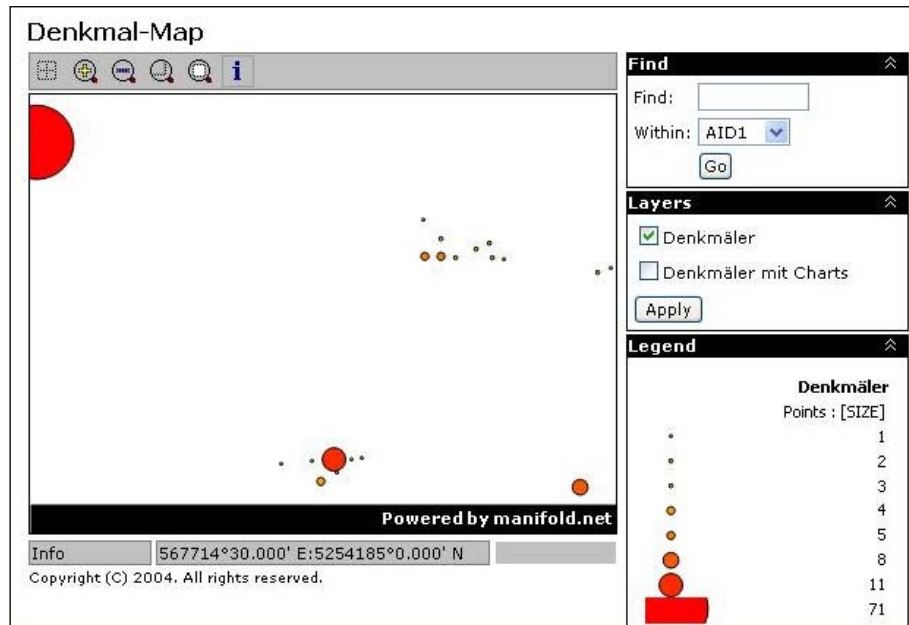 Denkmal-Map
i
Powered by manifold.net
Info
567714°30.000' E:5254185°0.000' N
Copyright (C) 2004. All rights reserved.
Find
Find:
Within: AID1
Go
Layers
Denkmäler
Denkmäler mit Charts
Apply
Legend
Denkmäler
Points : [SIZE]
1
2
3
4
5
8
11
71